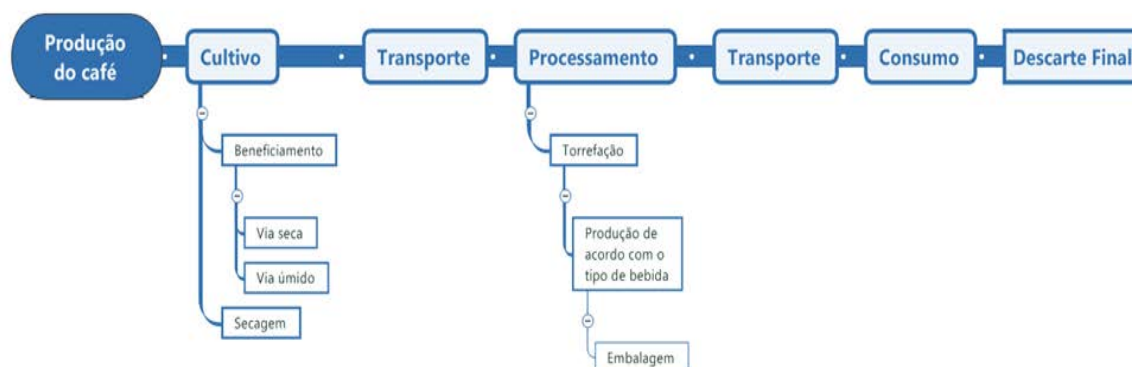 Produção
do café
Cultivo
Transporte
Processamento
Transporte
Consumo
Descarte Final
Beneficiamento
Via seca
Via úmido
Secagem
Torrefação
Produção de
acordo com o
tipo de bebida
Embalagem